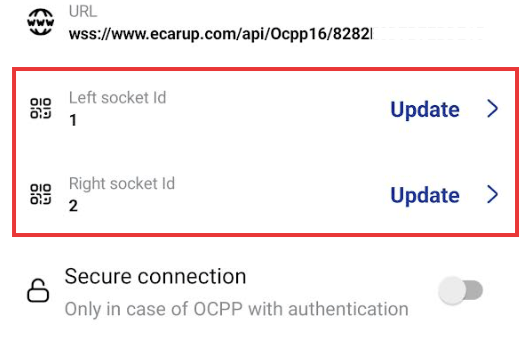 URL
wss://www.ecarup.com/api/Ocpp16/8282
Left socket Id
1
Update
Right socket Id
2
Update
Secure connection
Only in case of OCPP with authentication